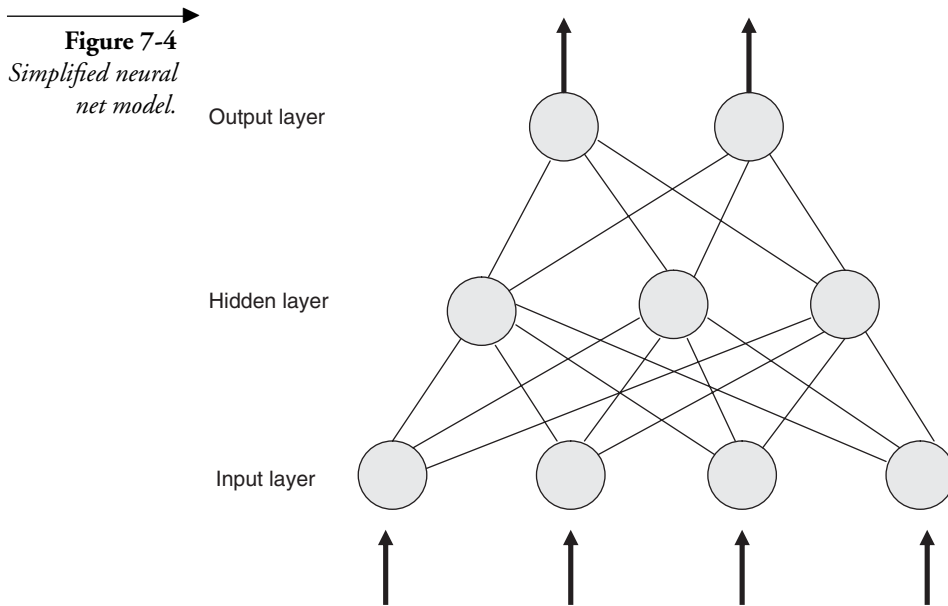 Figure 7-4
Simplified neural
net model.
Output layer
Hidden layer
Input layer